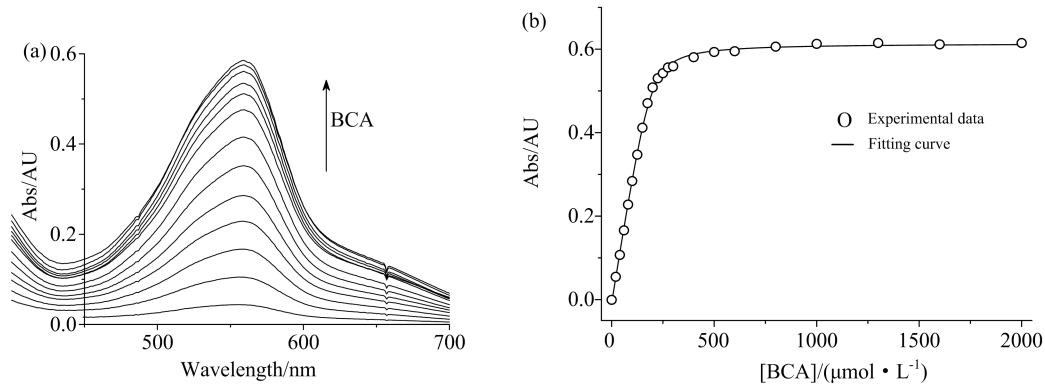 (a)
0.6
0.4
0.2
0.0
Abs/AU
BCA
500
600
700
Wavelength/nm
(b)
0.6
0.4
0.2
0.0
Abs/AU
Experimental data
Fitting curve
0
500
1000
1500
2000
[BCA]/(μmol·L⁻¹)